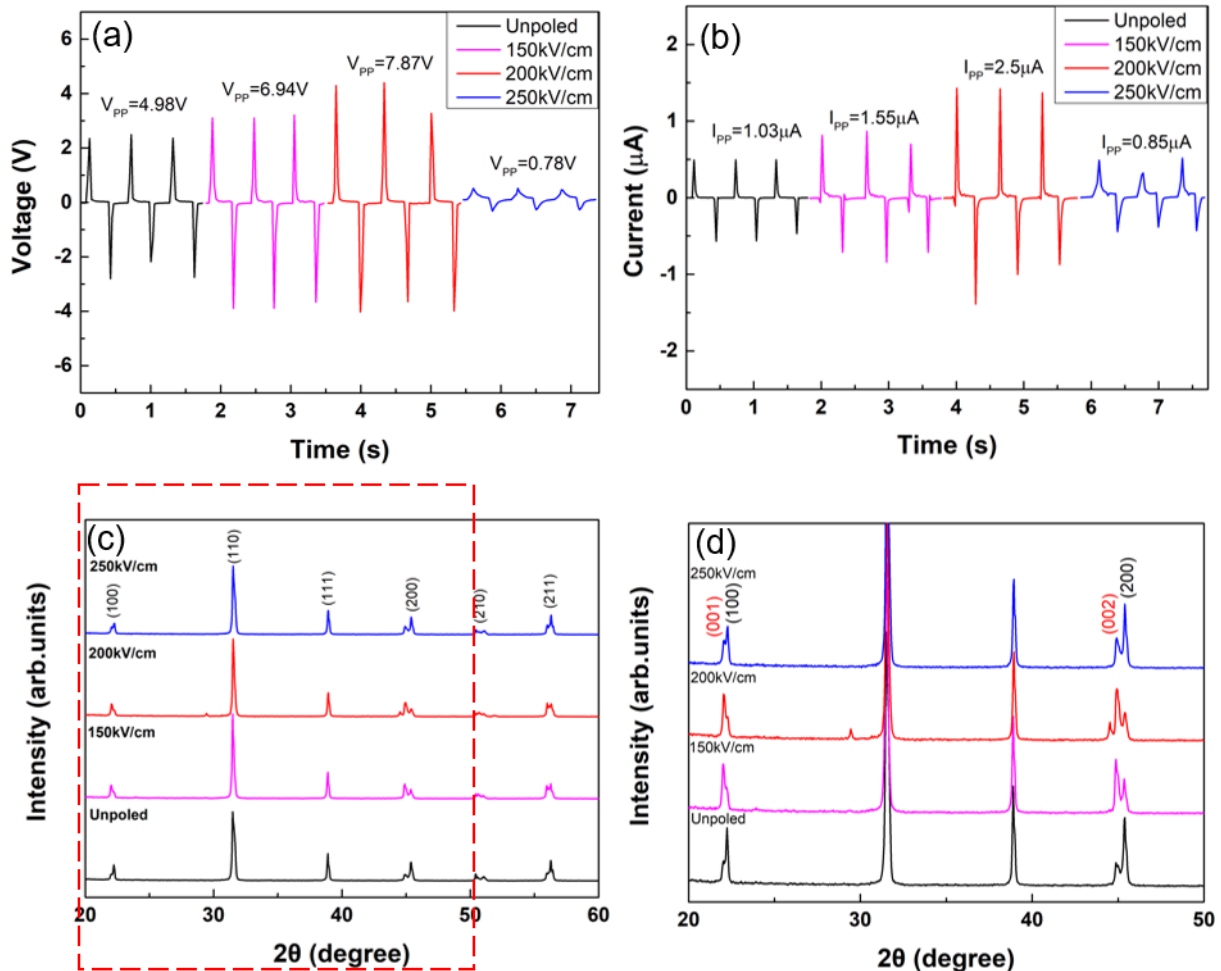 (a)
Unpoled
150kV/cm
200kV/cm
250kV/cm
V_PP=4.98V
V_PP=6.94V
V_PP=7.87V
V_PP=0.78V
6
4
2
0
-2
-4
-6
Voltage (V)
0 1 2 3 4 5 6 7
Time (s)
(b)
Unpoled
150kV/cm
200kV/cm
250kV/cm
I_PP=1.03μA
I_PP=1.55μA
I_PP=2.5μA
I_PP=0.85μA
2
1
0
-1
-2
Current (μA)
0 1 2 3 4 5 6 7
Time (s)
(c)
250kV/cm
200kV/cm
150kV/cm
Unpoled
(100)
(110)
(111)
(200)
(210)
(211)
Intensity (arb.units)
20 30 40 50 60
2θ (degree)
(d)
250kV/cm
200kV/cm
150kV/cm
Unpoled
(001)
(100)
(002)
(200)
Intensity (arb.units)
20 30 40 50
2θ (degree)